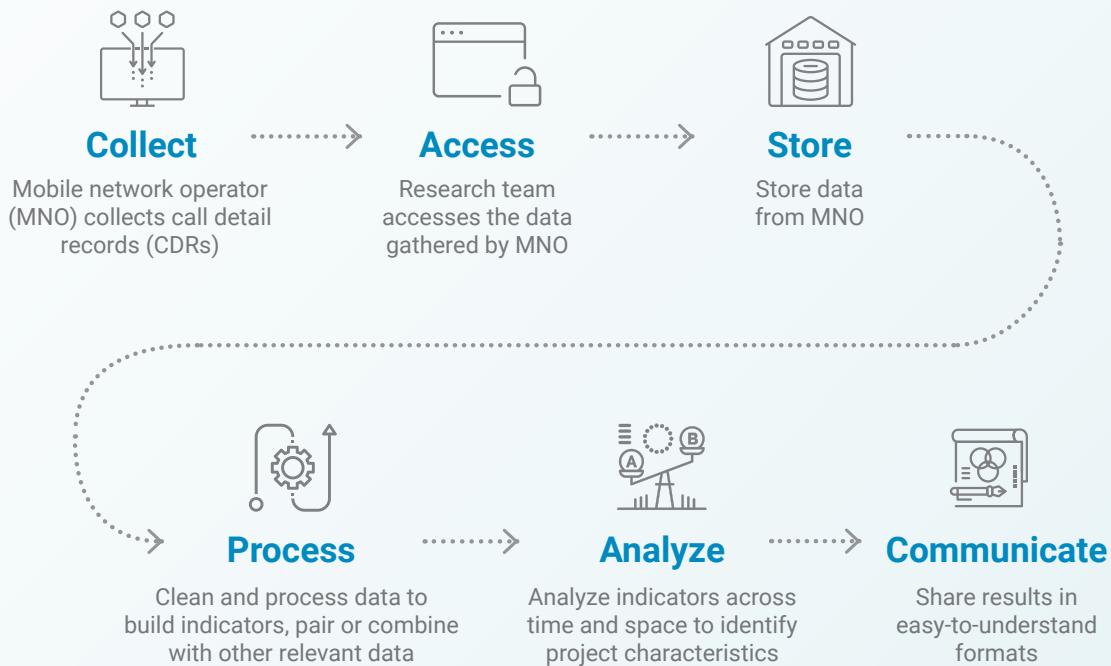 Collect
Mobile network operator
(MNO) collects call detail
records (CDRs)
Access
Research team
accesses the data
gathered by MNO
Store
Store data
from MNO
Process
Clean and process data to
build indicators, pair or combine
with other relevant data
A
B
Analyze
Analyze indicators across
time and space to identify
project characteristics
Communicate
Share results in
easy-to-understand
formats